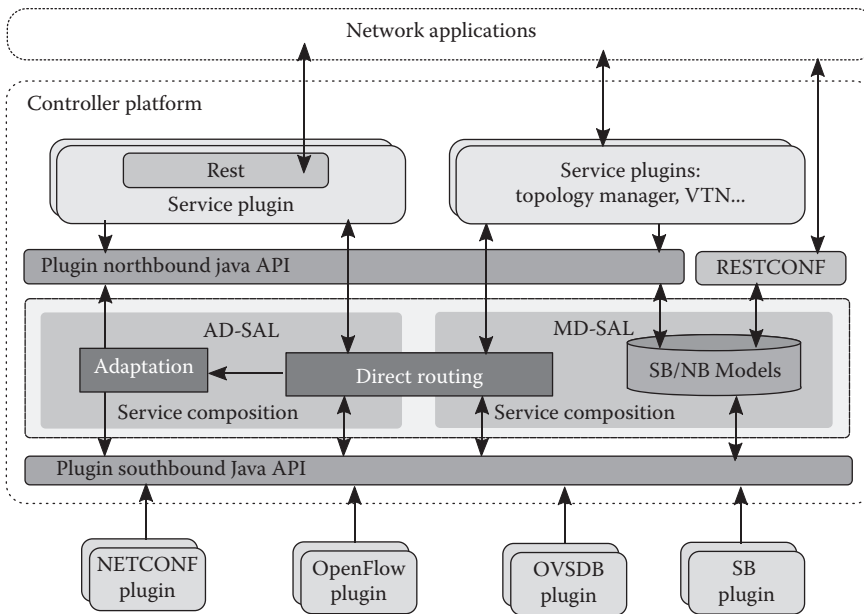 Network applications
Controller platform
Rest
Service plugin
Service plugins:
topology manager, VTN...
Plugin northbound java API
RESTCONF
AD-SAL
MD-SAL
Adaptation
Direct routing
SB/NB Models
Service composition
Service composition
Plugin southbound Java API
NETCONF
plugin
OpenFlow
plugin
OVSDB
plugin
SB
plugin